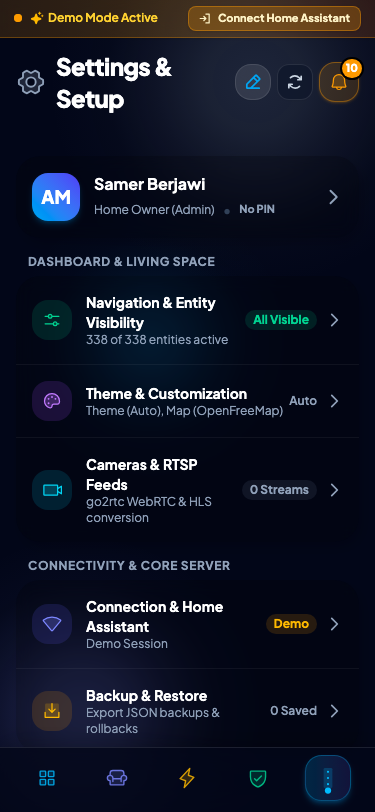 Demo Mode Active
Connect Home Assistant
Settings &
Setup
10
AM
Samer Berjawi
Home Owner (Admin)
No PIN
DASHBOARD & LIVING SPACE
Navigation & Entity
Visibility
338 of 338 entities active
All Visible
Theme & Customization
Theme (Auto), Map (OpenFreeMap)
Auto
Cameras & RTSP
Feeds
go2rtc WebRTC & HLS
conversion
0 Streams
CONNECTIVITY & CORE SERVER
Connection & Home
Assistant
Demo Session
Demo
Backup & Restore
Export JSON backups &
rollbacks
0 Saved